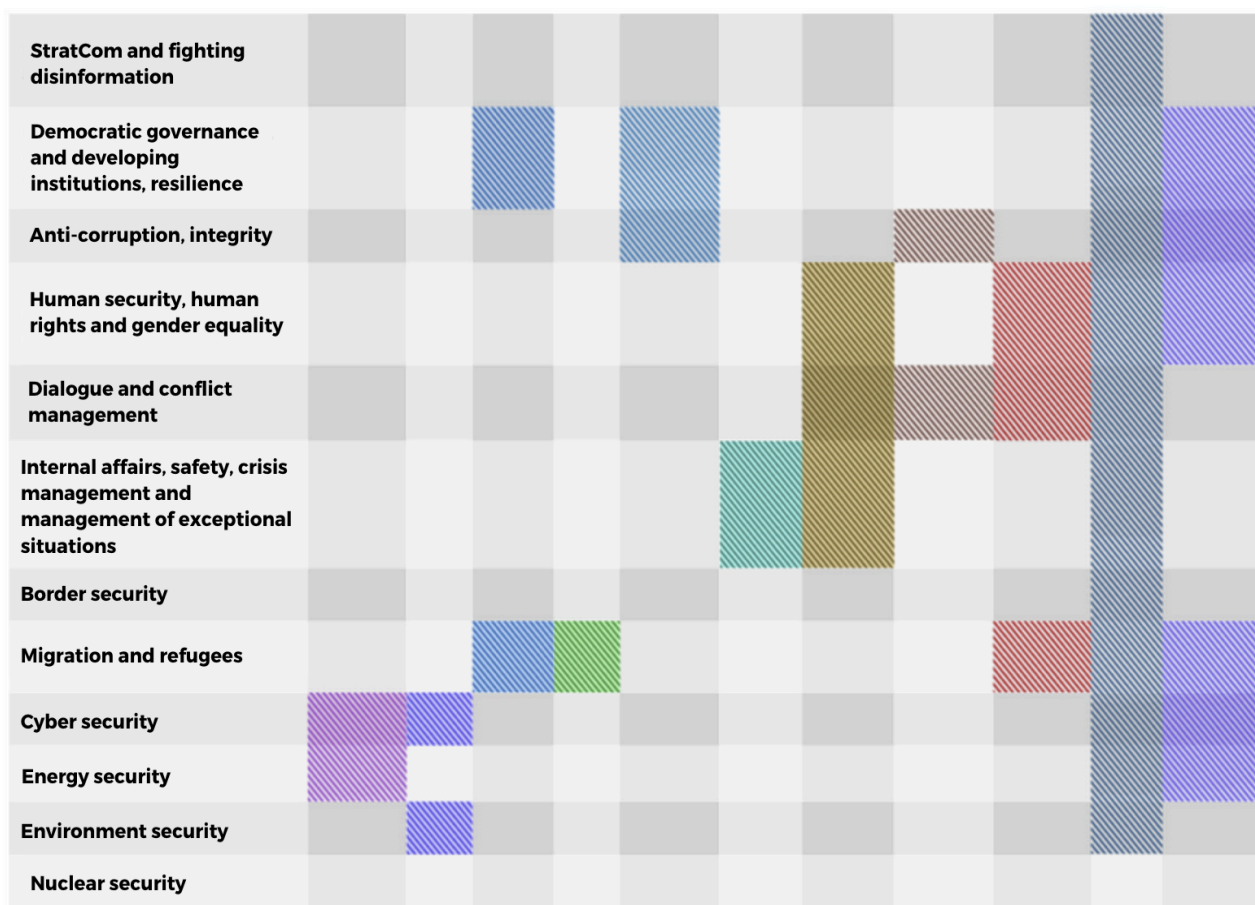 StratCom and fighting
disinformation
Democratic governance
and developing
institutions, resilience
Anti-corruption, integrity
Human security, human
rights and gender equality
Dialogue and conflict
management
Internal affairs, safety, crisis
management and
management of exceptional
situations
Border security
Migration and refugees
Cyber security
Energy security
Environment security
Nuclear security